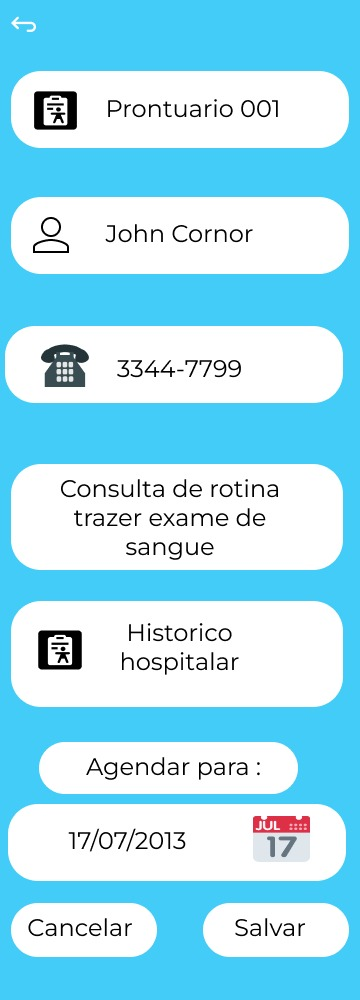 Prontuario 001
John Cornor
3344-7799
Consulta de rotina
trazer exame de
sangue
Historico
hospitalar
Agendar para :
17/07/2013
JUL
17
Cancelar
Salvar